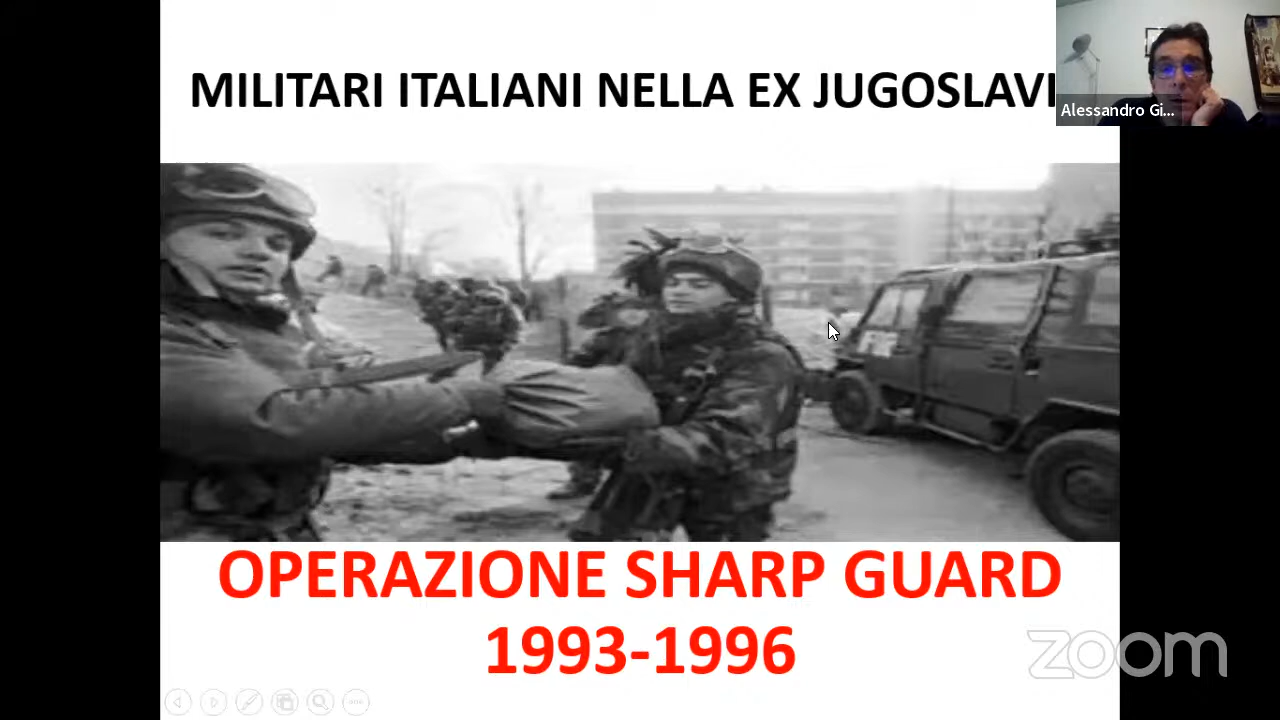 MILITARI ITALIANI NELLA EX JUGOSLAVI
Alessandro Gi...
OPERAZIONE SHARP GUARD
1993-1996
zoom